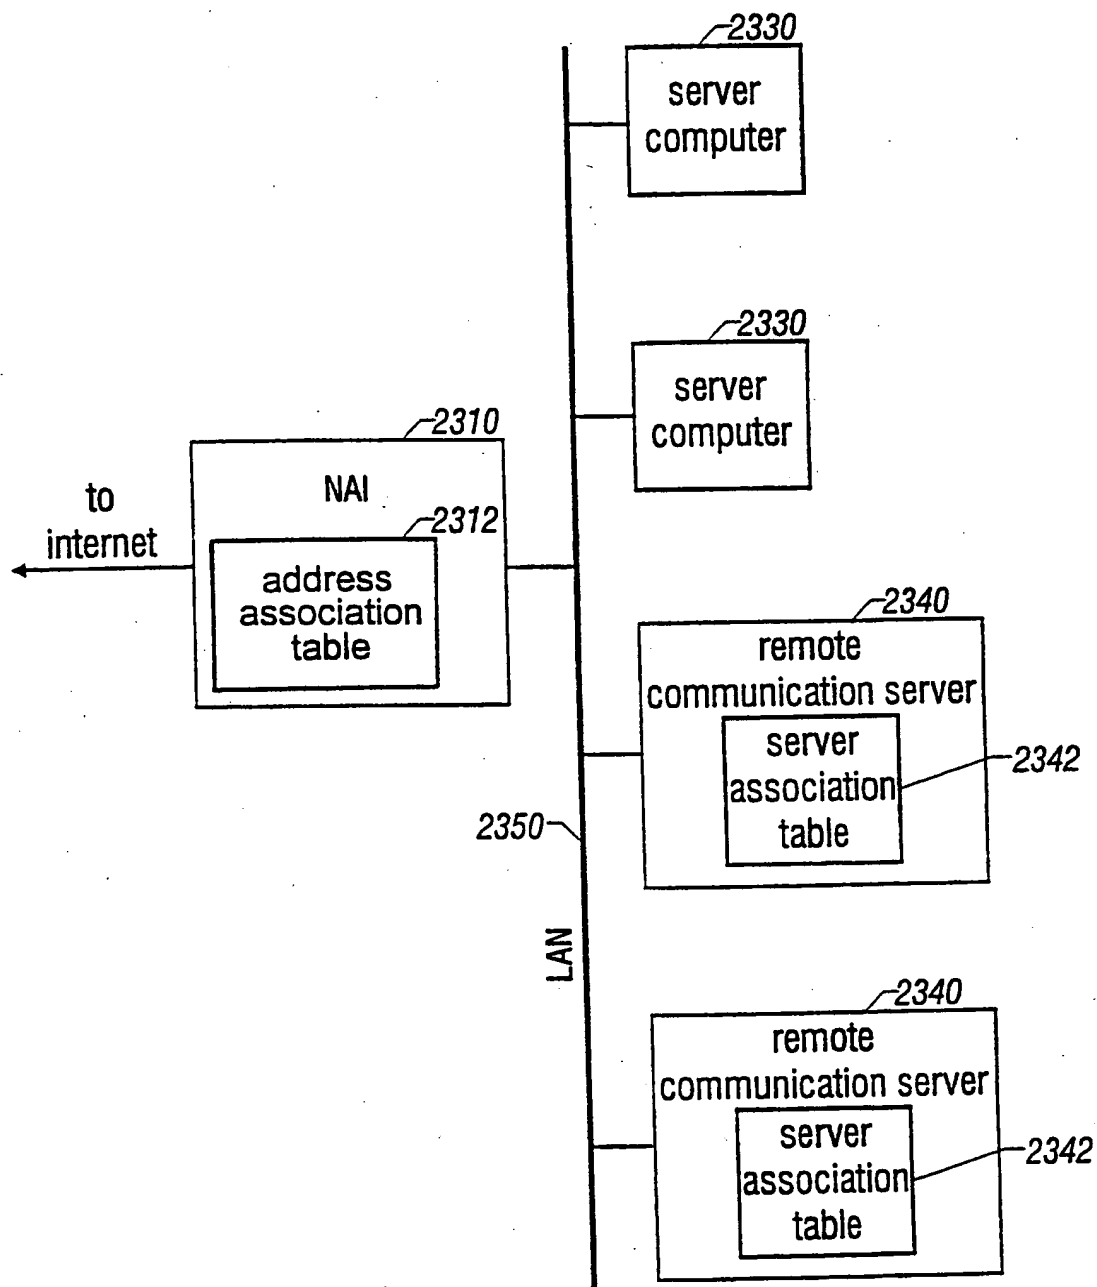 2330
server
computer
2330
server
computer
2310
NAI
to
internet
2312
address
association
table
2340
remote
communication server
server
association
table
2342
2350
LAN
2340
remote
communication server
server
association
table
2342